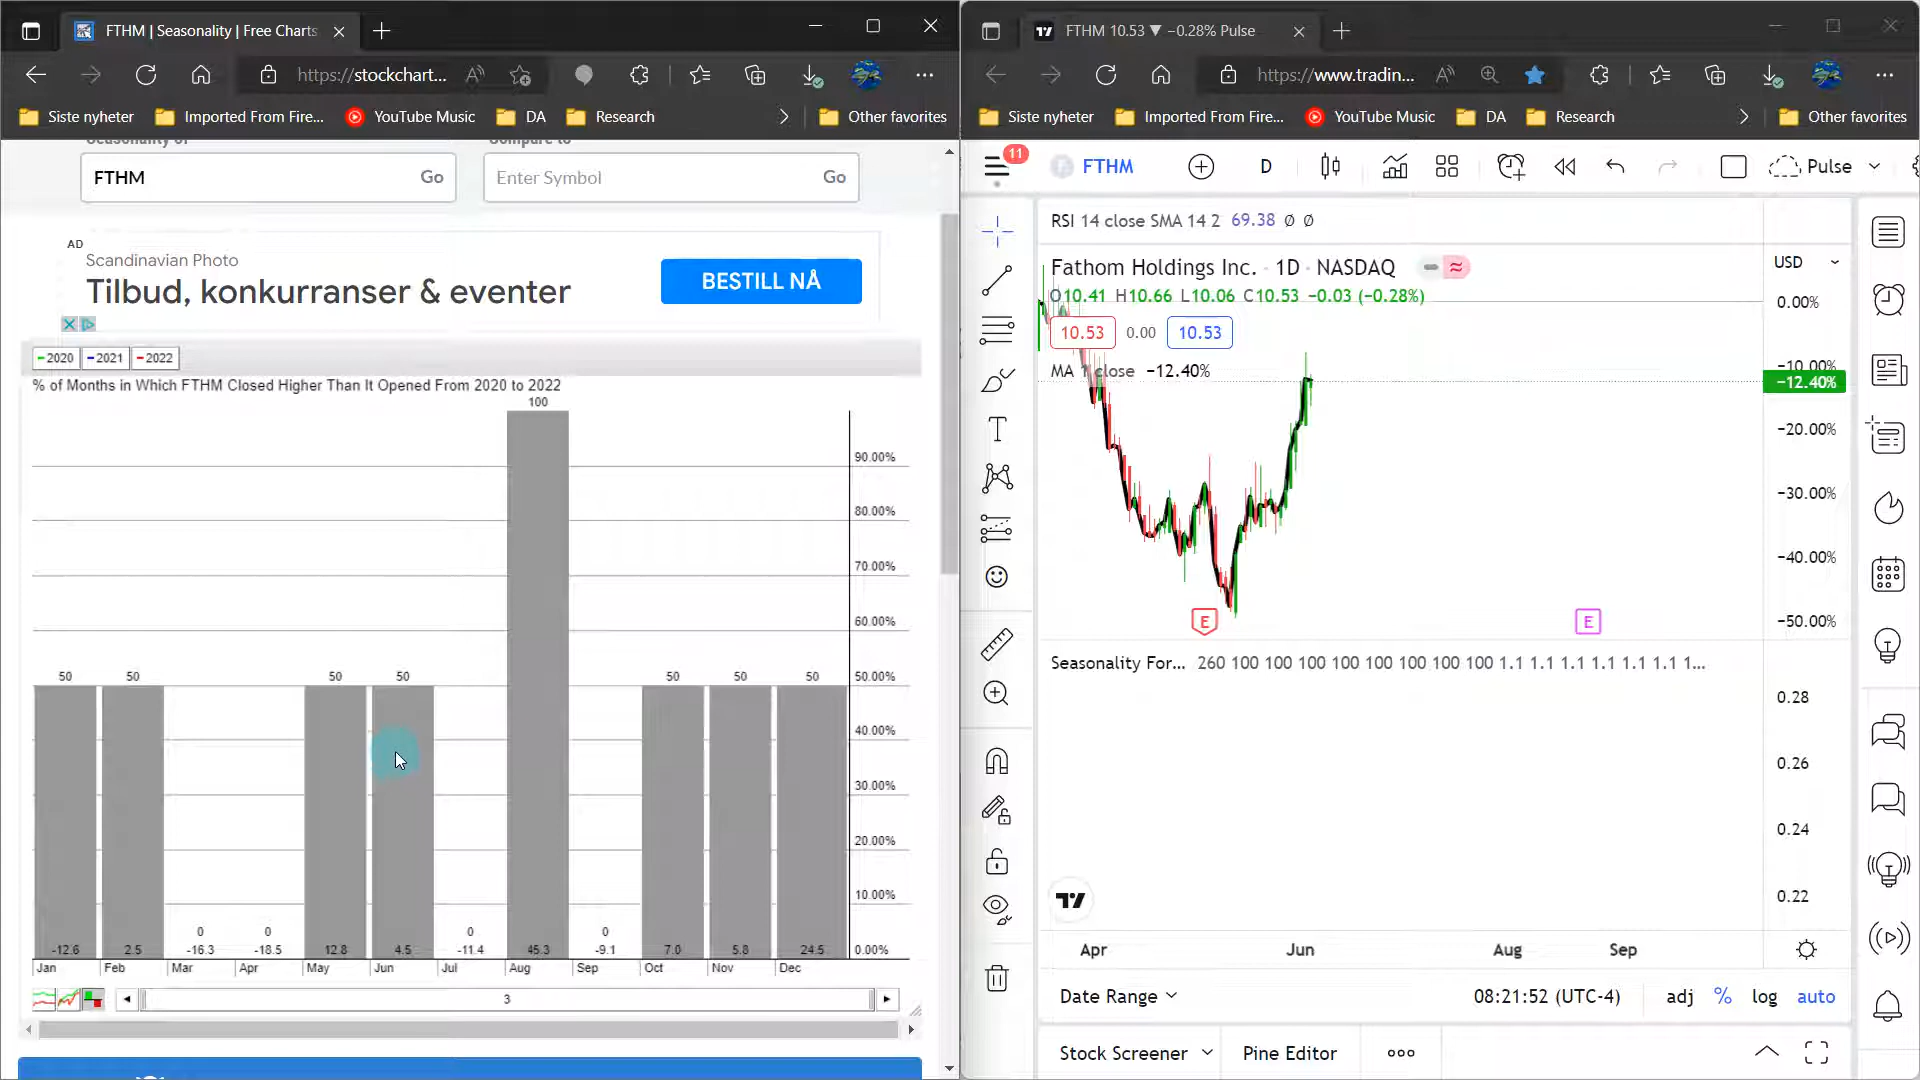 FTHM | Seasonality | Free Charts
https://stockchart...
Siste nyheter
Imported From Fire...
YouTube Music
DA
Research
Other favorites
Seasonality of
Compare to
FTHM
Go
Enter Symbol
Go
AD
Scandinavian Photo
Tilbud, konkurranser & eventer
BESTILL NÅ
2020
2021
2022
% of Months in Which FTHM Closed Higher Than It Opened From 2020 to 2022
100
90.00%
80.00%
70.00%
60.00%
50 50 50 50 50 50 50 50.00%
40.00%
30.00%
20.00%
10.00%
0 0 0 0
-12.6 2.5 -16.3 -18.5 12.8 4.5 -11.4 45.3 -9.1 7.0 5.8 24.5 0.00%
Jan Feb Mar Apr May Jun Jul Aug Sep Oct Nov Dec
3
FTHM 10.53 ▼ −0.28% Pulse
https://www.tradin...
Siste nyheter
Imported From Fire...
YouTube Music
DA
Research
Other favorites
11
FTHM
D
Pulse
RSI 14 close SMA 14 2 69.38 Ø Ø
Fathom Holdings Inc. · 1D · NASDAQ
O10.41 H10.66 L10.06 C10.53 −0.03 (−0.28%)
10.53 0.00 10.53
MA 1 close −12.40%
USD
0.00%
−10.00%
−12.40%
−20.00%
−30.00%
−40.00%
−50.00%
E
E
Seasonality For... 260 100 100 100 100 100 100 100 100 1.1 1.1 1.1 1.1 1.1 1.1 1...
0.28
0.26
0.24
0.22
Apr Jun Aug Sep
Date Range
08:21:52 (UTC-4)
adj
%
log
auto
Stock Screener
Pine Editor